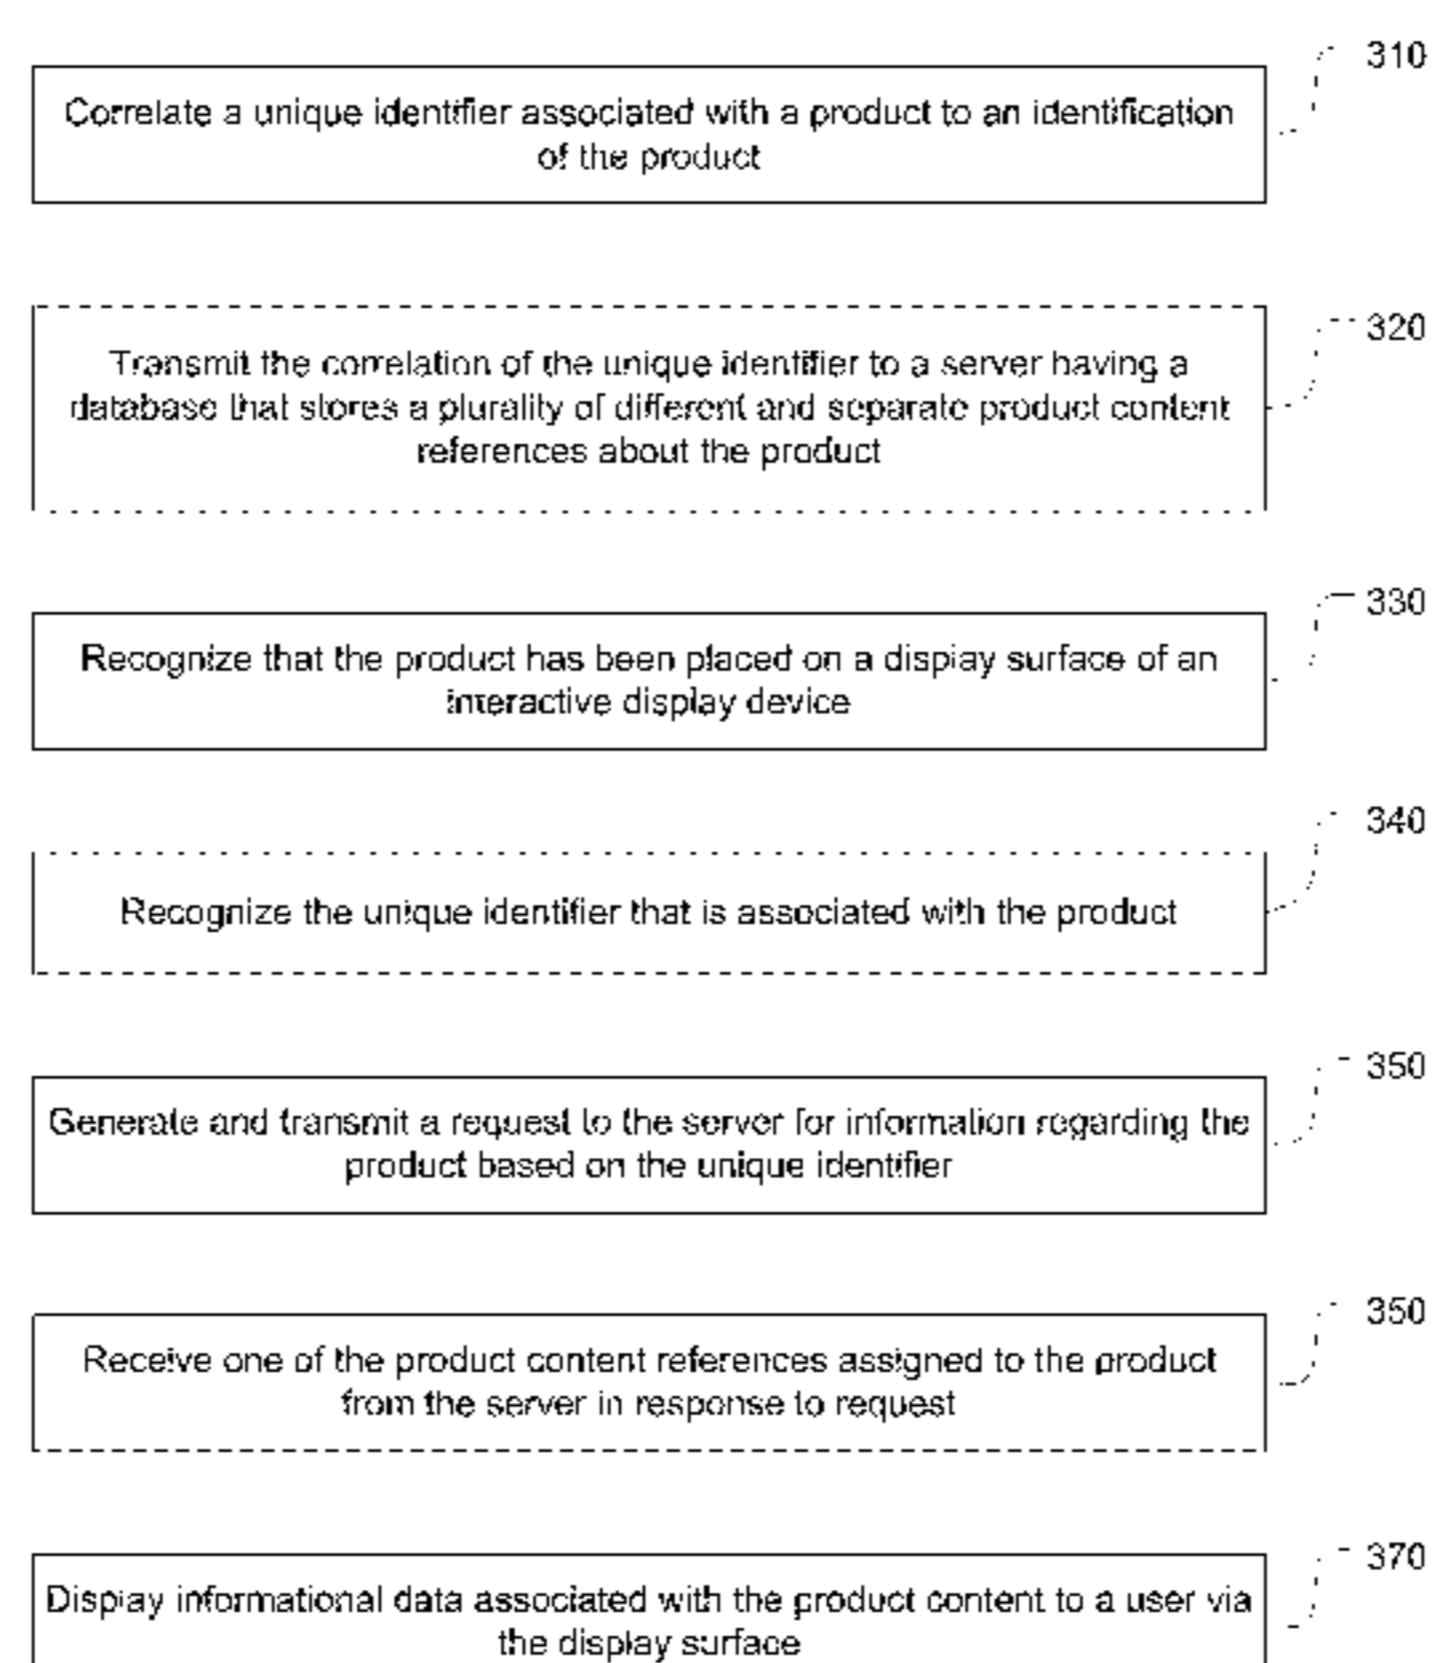 310
Correlate a unique identifier associated with a product to an identification
of the product
320
Transmit the correlation of the unique identifier to a server having a
database that stores a plurality of different and separate product content
references about the product
330
Recognize that the product has been placed on a display surface of an
interactive display device
340
Recognize the unique identifier that is associated with the product
350
Generate and transmit a request to the server for information regarding the
product based on the unique identifier
360
Receive one of the product content references assigned to the product
from the server in response to request
370
Display informational data associated with the product content to a user via
the display surface